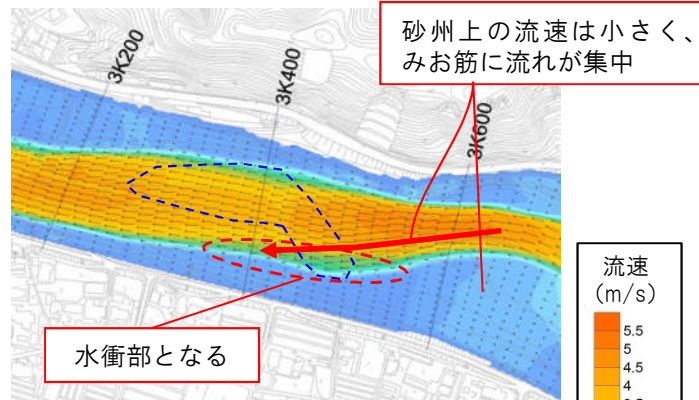 砂州上の流速は小さく、
みお筋に流れが集中
3K200
3K400
3K600
水衝部となる
流速
(m/s)
5.5
5
4.5
4